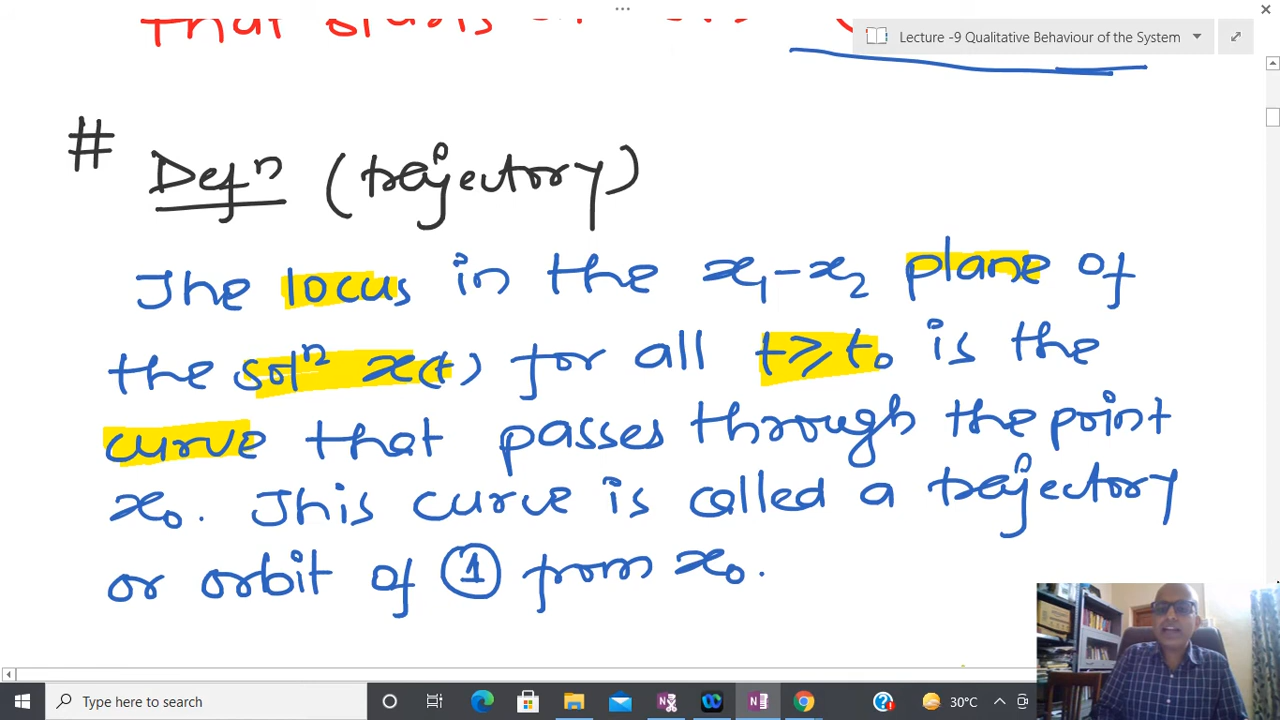 Lecture -9 Qualitative Behaviour of the System
# Defⁿ (trajectory)
The locus in the x₁-x₂ plane of
the solⁿ x(t) for all t⩾t₀ is the
curve that passes through the point
x₀. This curve is called a trajectory
or orbit of ① from x₀.
Type here to search
30°C